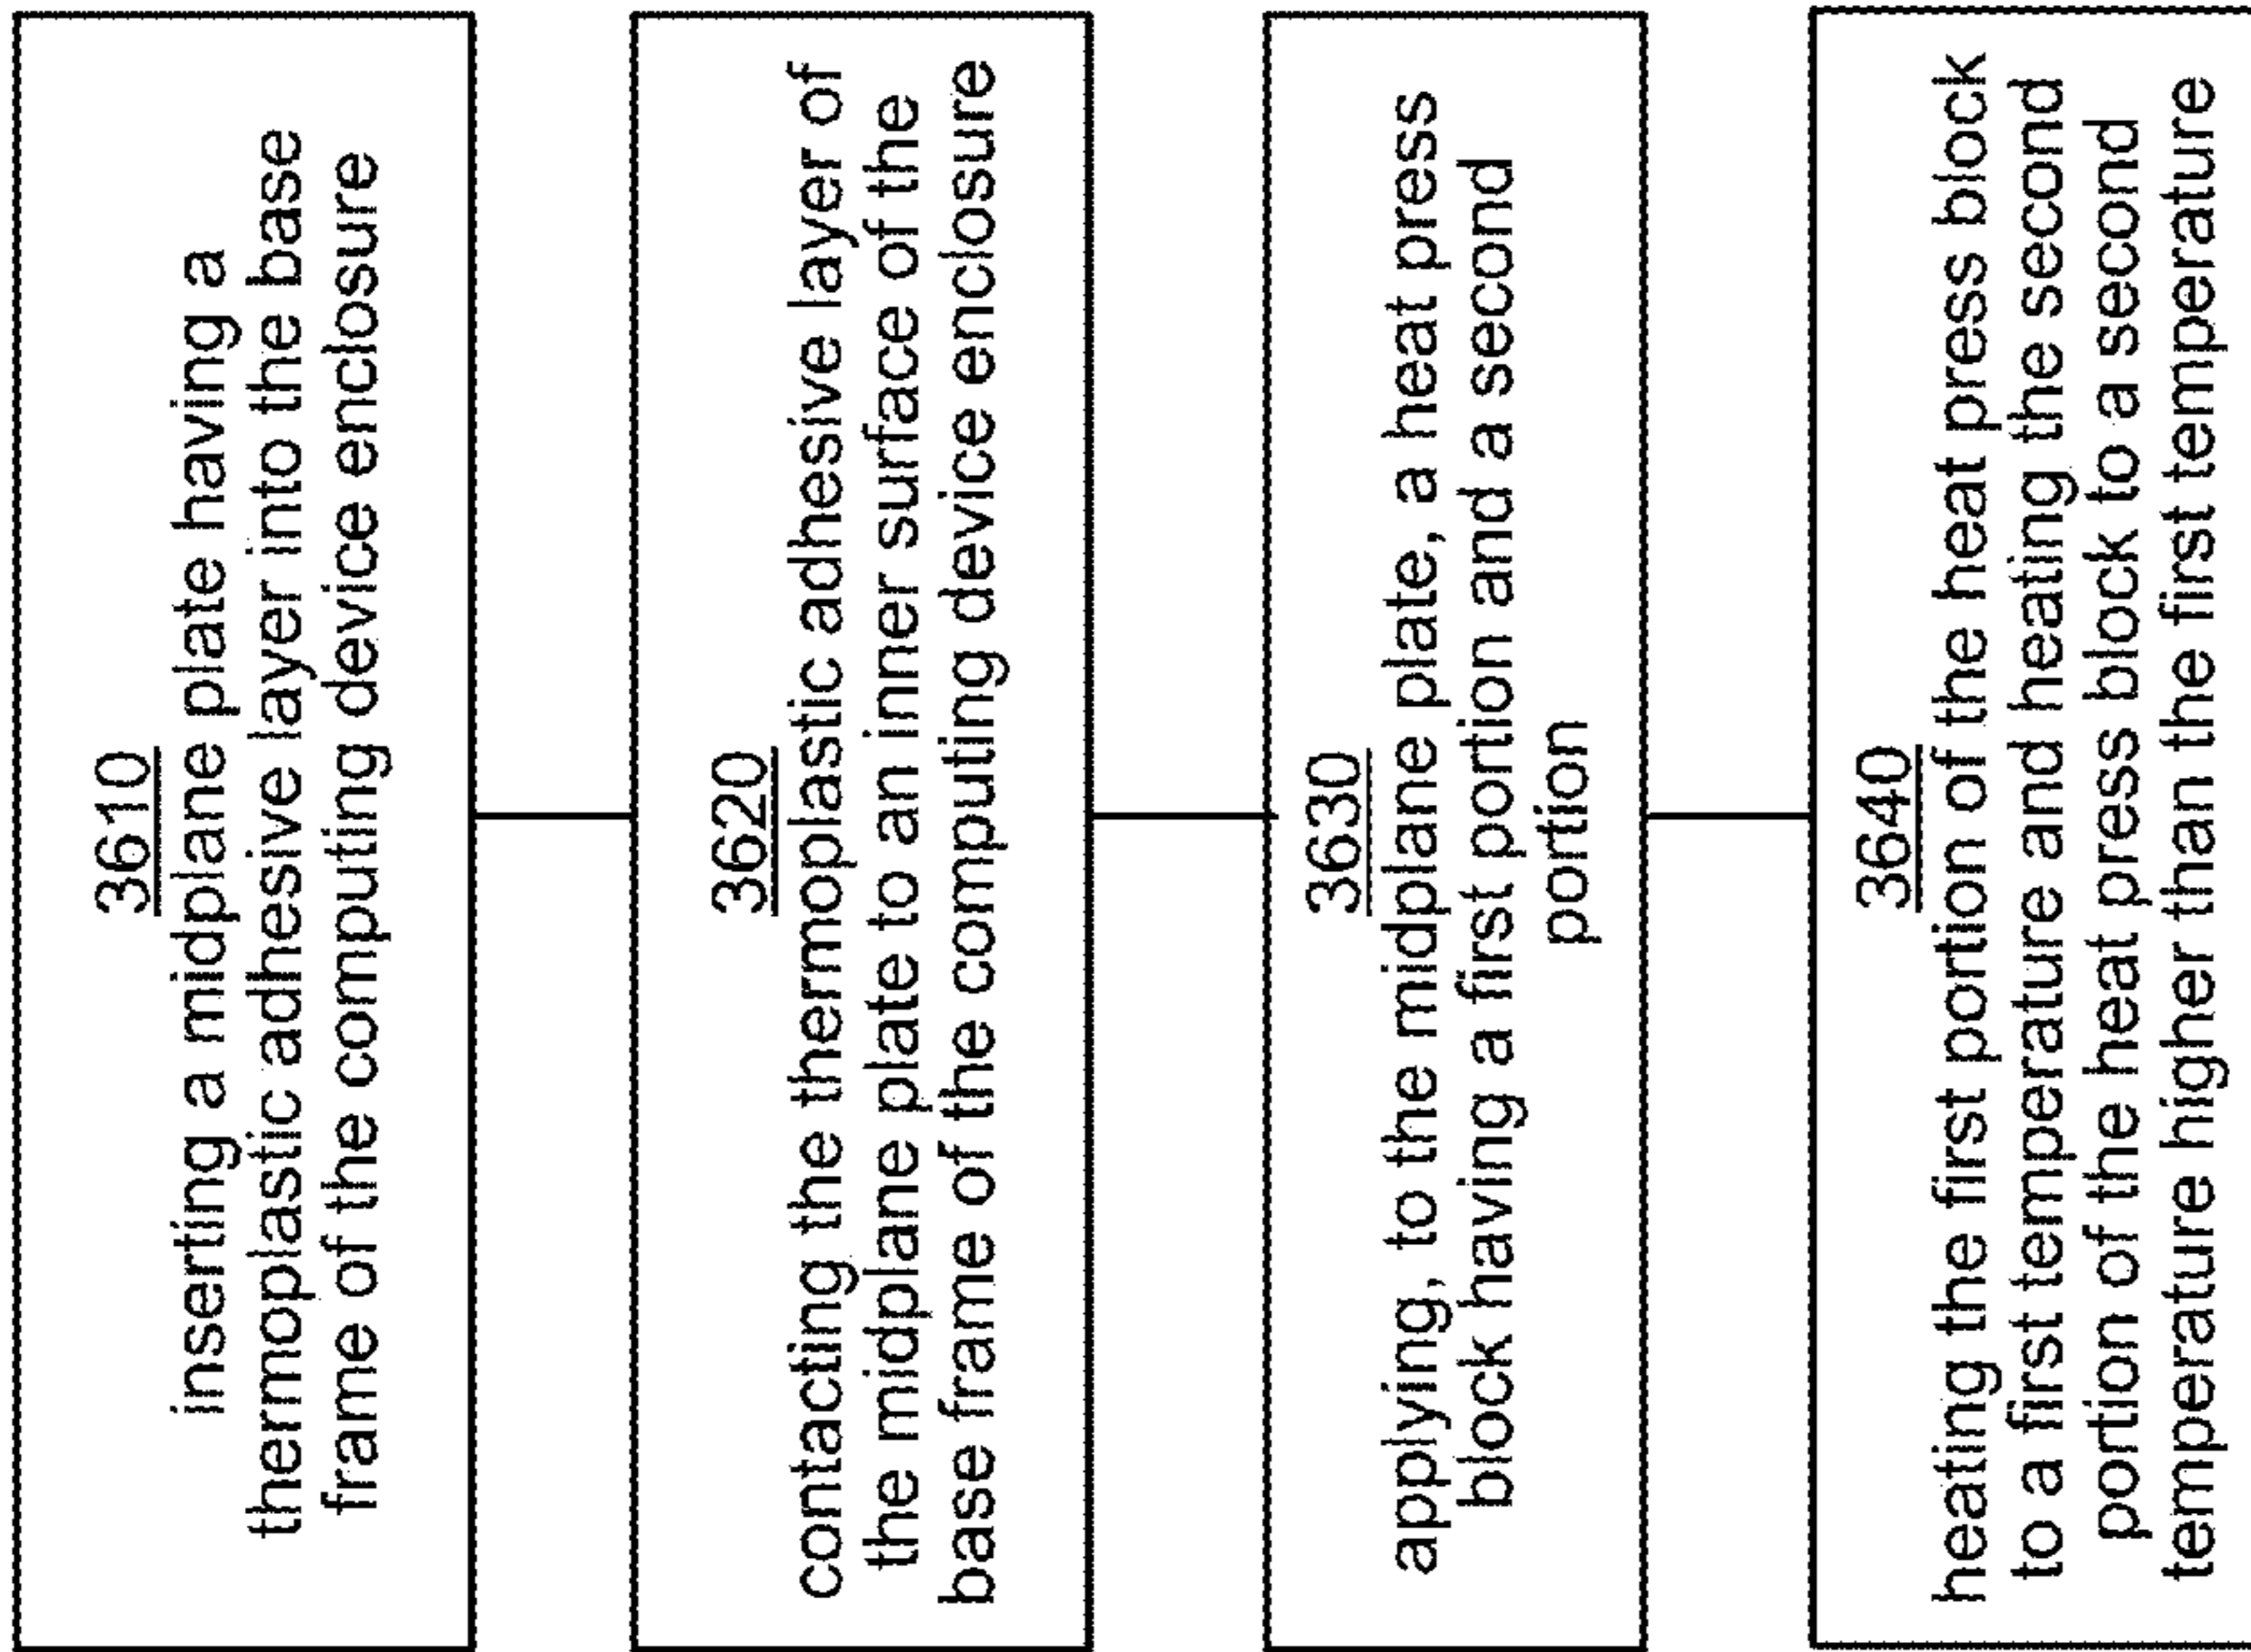 3610
inserting a midplane plate having a
thermoplastic adhesive layer into the base
frame of the computing device enclosure
3620
contacting the thermoplastic adhesive layer of
the midplane plate to an inner surface of the
base frame of the computing device enclosure
3630
applying, to the midplane plate, a heat press
block having a first portion and a second
portion
3640
heating the first portion of the heat press block
to a first temperature and heating the second
portion of the heat press block to a second
temperature higher than the first temperature